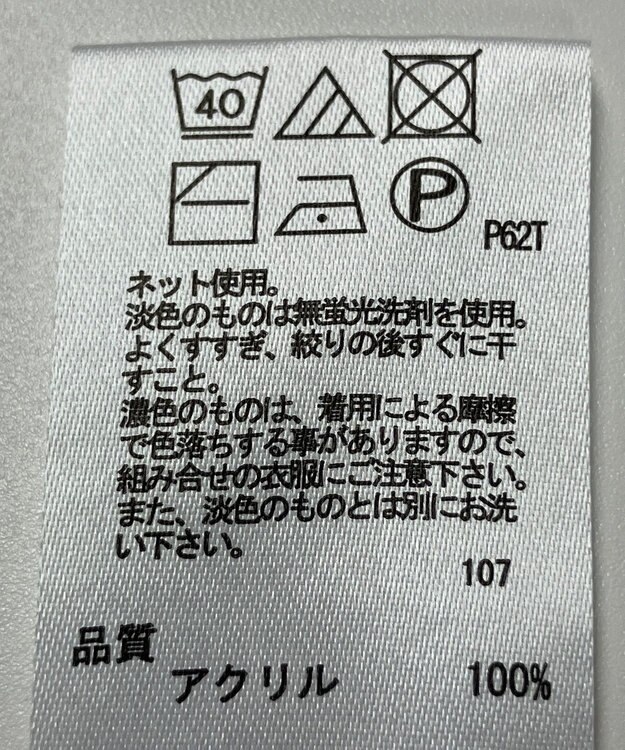 40
P
P62T
ネット使用。
淡色のものは無蛍光洗剤を使用。
よくすすぎ、絞りの後すぐに干
すこと。
濃色のものは、着用による摩擦
で色落ちする事がありますので、
組み合せの衣服にご注意下さい。
また、淡色のものとは別にお洗
い下さい。
107
品質
アクリル 100%